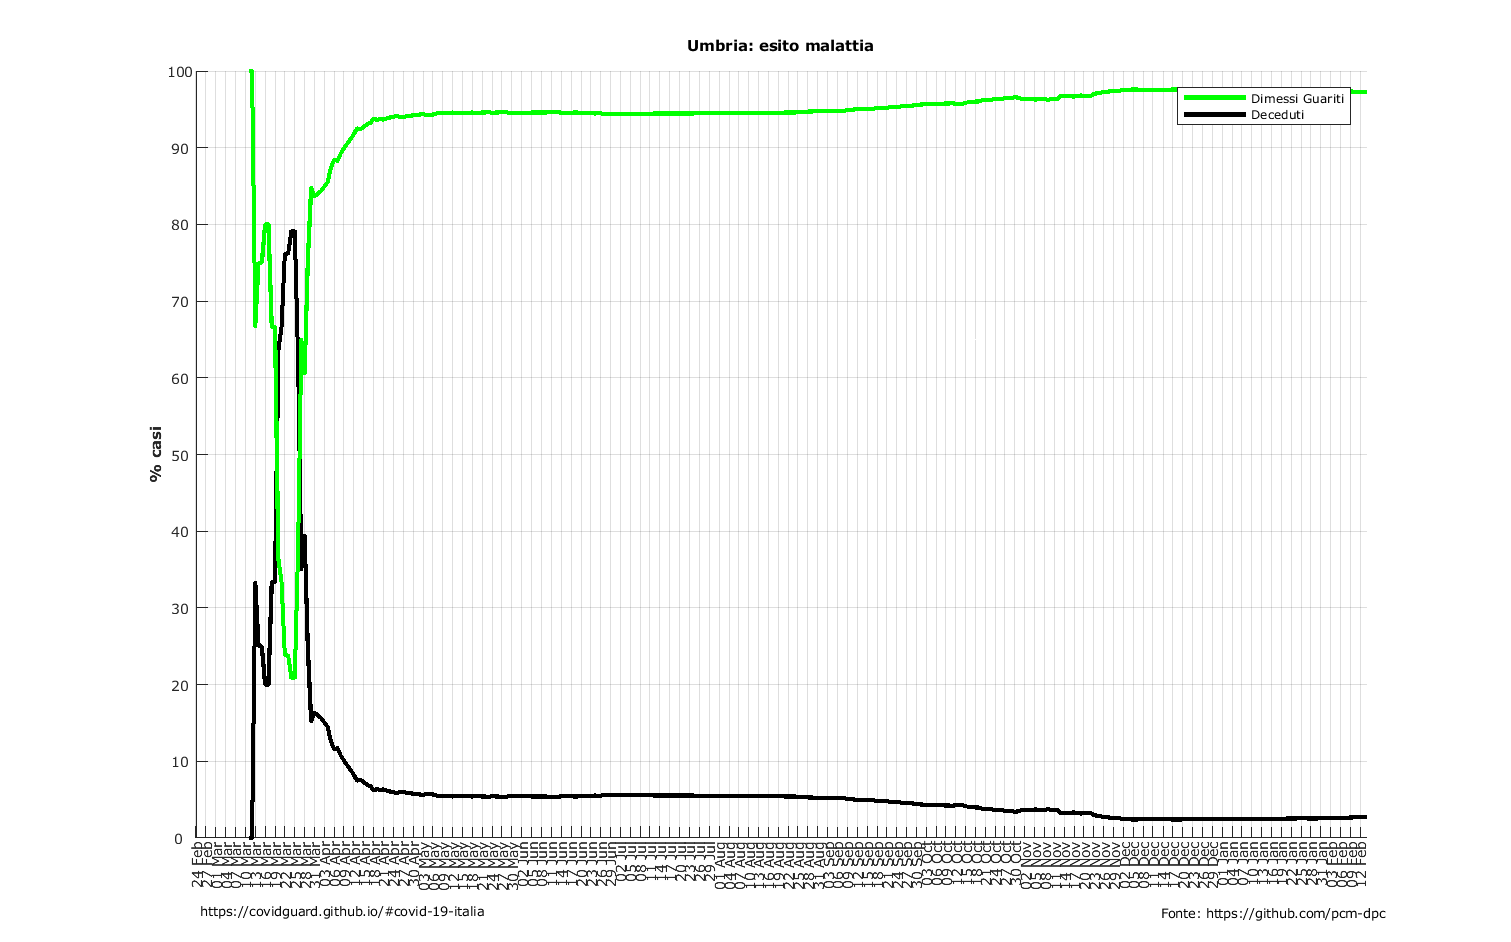 Umbria: esito malattia
100
90
80
70
60
50
40
30
20
10
0
% casi
Dimessi Guariti
Deceduti
24 Feb
27 Feb
01 Mar
04 Mar
07 Mar
10 Mar
13 Mar
16 Mar
19 Mar
22 Mar
25 Mar
28 Mar
31 Mar
03 Apr
06 Apr
09 Apr
12 Apr
15 Apr
18 Apr
21 Apr
24 Apr
27 Apr
30 Apr
03 May
06 May
09 May
12 May
15 May
18 May
21 May
24 May
27 May
30 May
02 Jun
05 Jun
08 Jun
11 Jun
14 Jun
17 Jun
20 Jun
23 Jun
26 Jun
29 Jun
02 Jul
05 Jul
08 Jul
11 Jul
14 Jul
17 Jul
20 Jul
23 Jul
26 Jul
29 Jul
01 Aug
04 Aug
07 Aug
10 Aug
13 Aug
16 Aug
19 Aug
22 Aug
25 Aug
28 Aug
31 Aug
03 Sep
06 Sep
09 Sep
12 Sep
15 Sep
18 Sep
21 Sep
24 Sep
27 Sep
30 Sep
03 Oct
06 Oct
09 Oct
12 Oct
15 Oct
18 Oct
21 Oct
24 Oct
27 Oct
30 Oct
02 Nov
05 Nov
08 Nov
11 Nov
14 Nov
17 Nov
20 Nov
23 Nov
26 Nov
29 Nov
02 Dec
05 Dec
08 Dec
11 Dec
14 Dec
17 Dec
20 Dec
23 Dec
26 Dec
29 Dec
01 Jan
04 Jan
07 Jan
10 Jan
13 Jan
16 Jan
19 Jan
22 Jan
25 Jan
28 Jan
31 Jan
03 Feb
06 Feb
09 Feb
12 Feb
https://covidguard.github.io/#covid-19-italia
Fonte: https://github.com/pcm-dpc